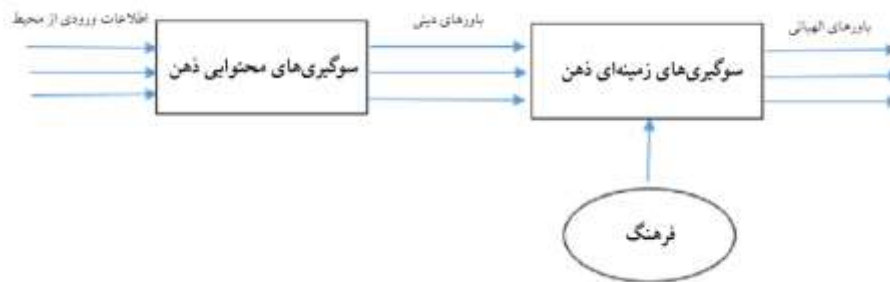 اطلاعات ورودی از محیط
سوگیری‌های محتوایی ذهن
باورهای دینی
سوگیری‌های زمینه‌ای ذهن
باورهای الهیاتی
فرهنگ